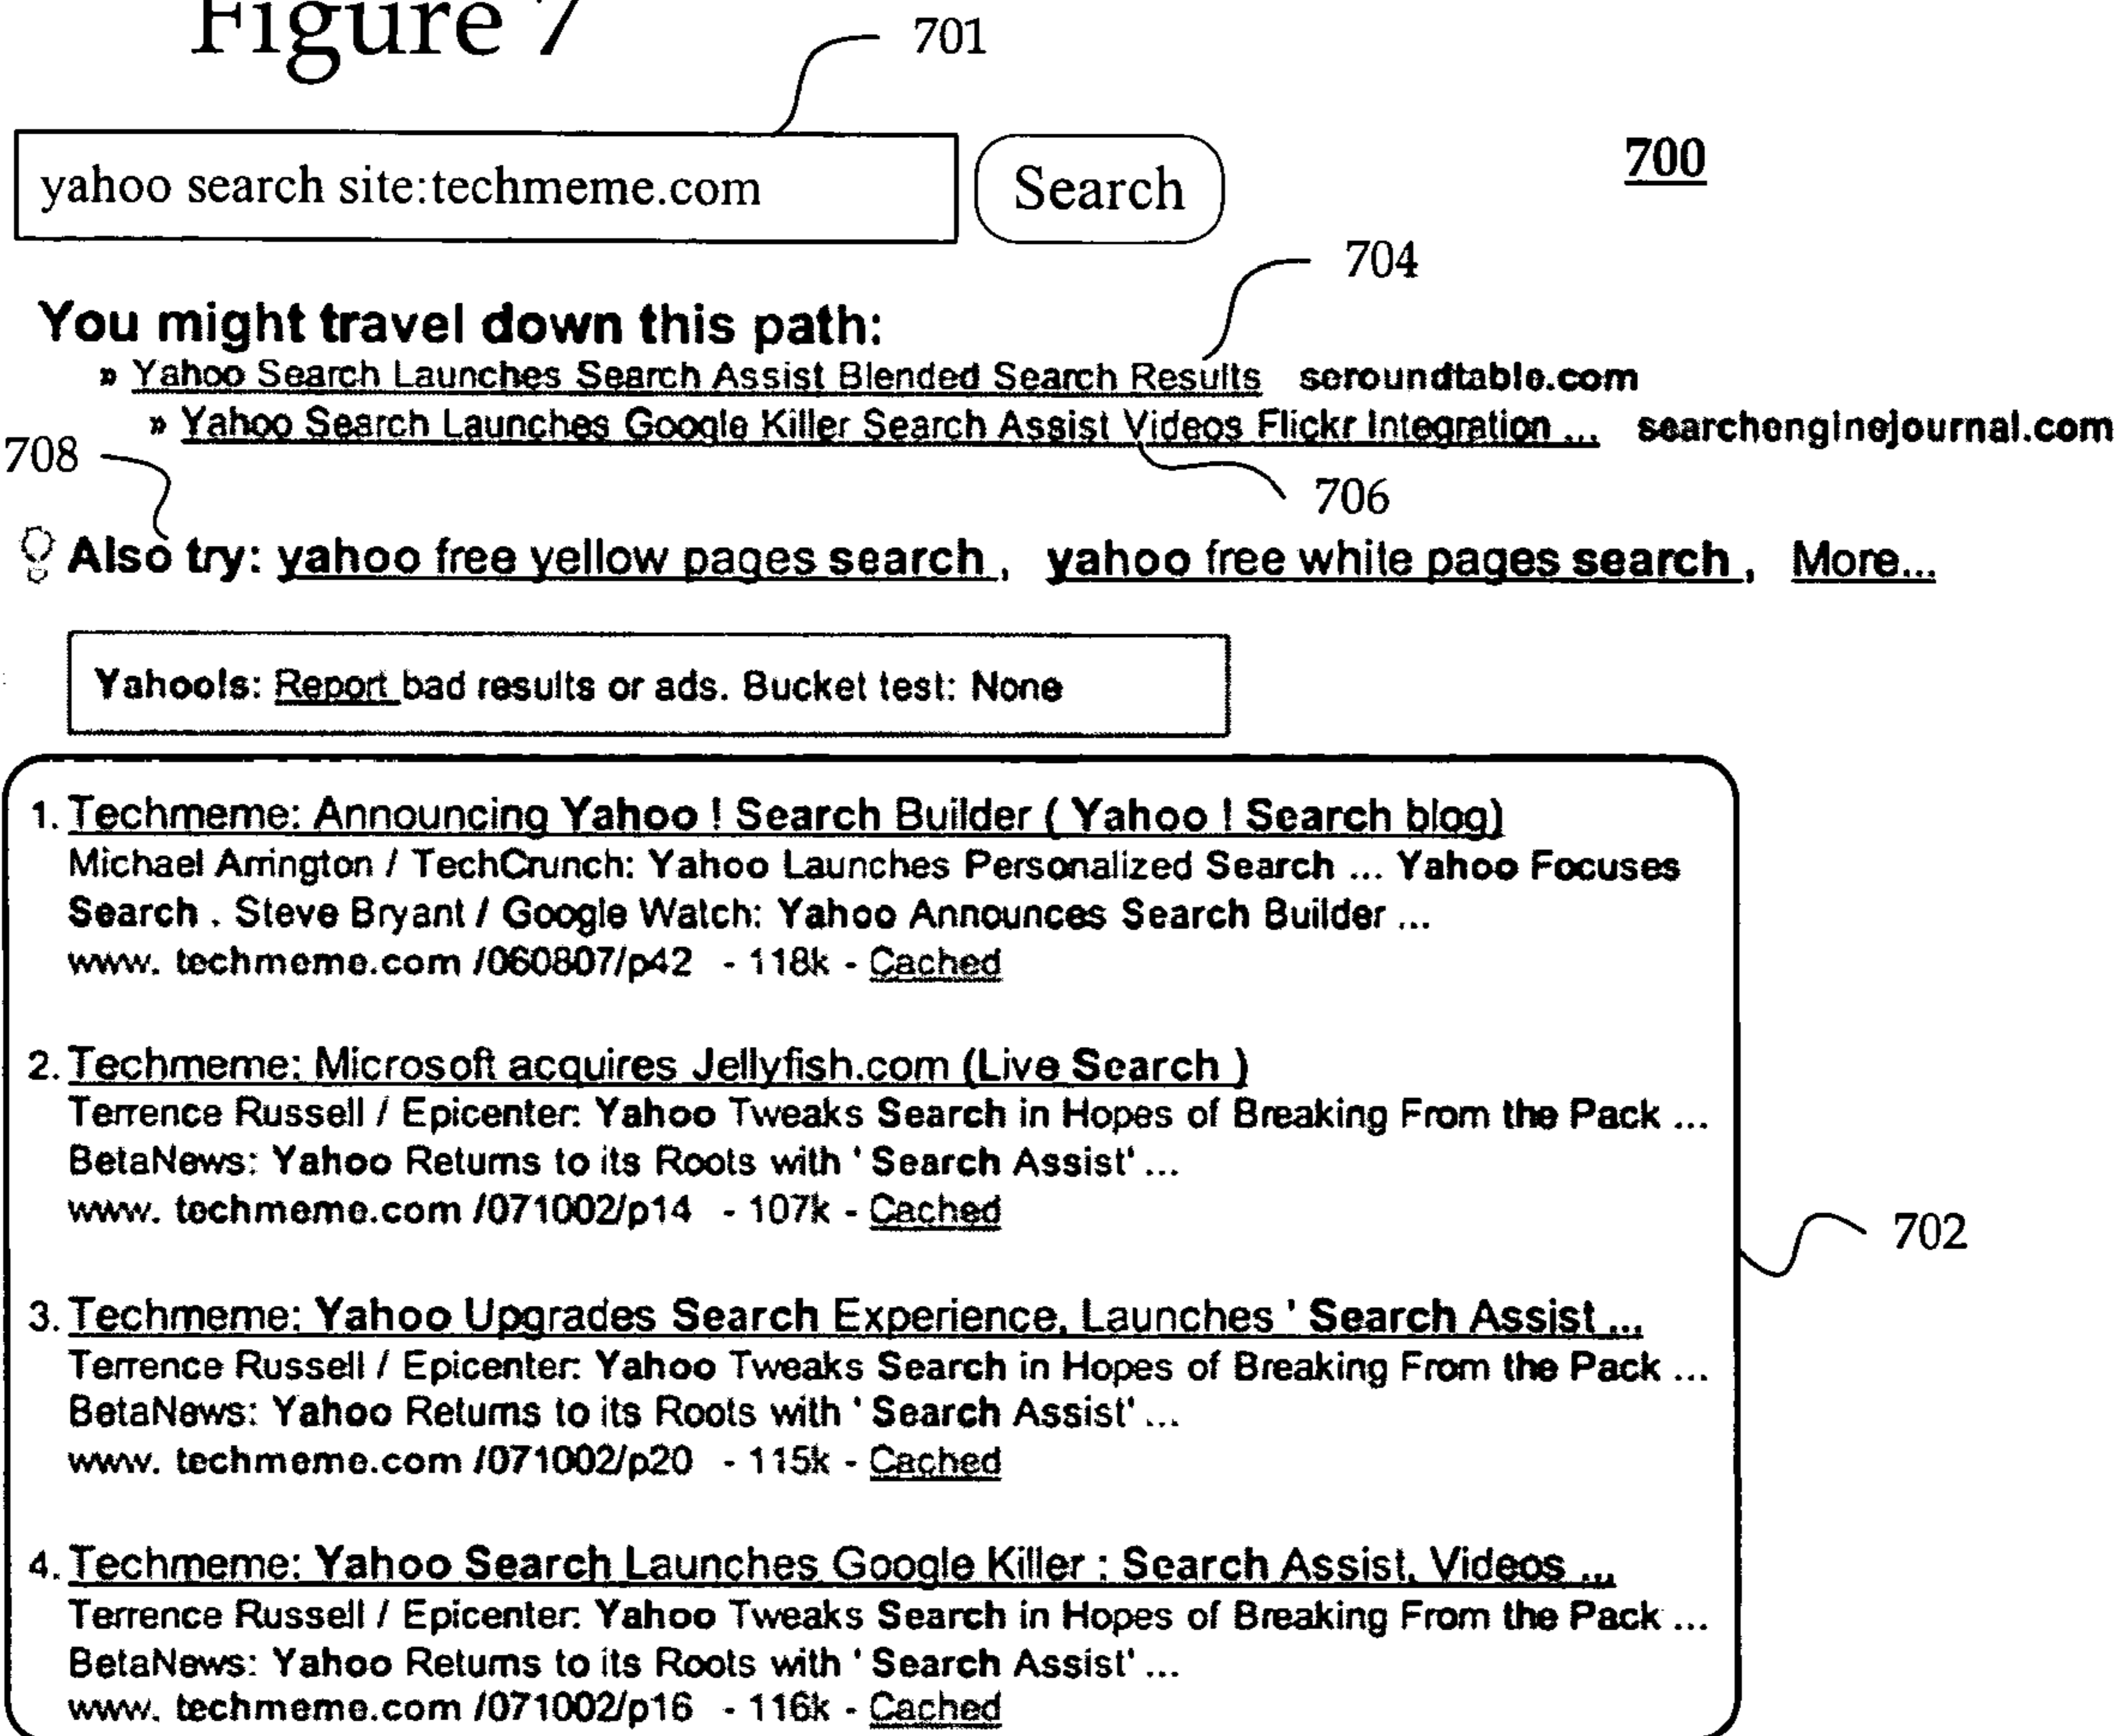 Figure 7
701
yahoo search site:techmeme.com Search
700
704
You might travel down this path:
» Yahoo Search Launches Search Assist Blended Search Results seroundtable.com
» Yahoo Search Launches Google Killer Search Assist Videos Flickr Integration ... searchenginejournal.com
708
706
Also try: yahoo free yellow pages search , yahoo free white pages search , More...
Yahoo!s: Report bad results or ads. Bucket test: None
1. Techmeme: Announcing Yahoo ! Search Builder ( Yahoo ! Search blog)
Michael Arrington / TechCrunch: Yahoo Launches Personalized Search ... Yahoo Focuses
Search . Steve Bryant / Google Watch: Yahoo Announces Search Builder ...
www. techmeme.com /060807/p42 - 118k - Cached
2. Techmeme: Microsoft acquires Jellyfish.com (Live Search )
Terrence Russell / Epicenter: Yahoo Tweaks Search in Hopes of Breaking From the Pack ...
BetaNews: Yahoo Returns to its Roots with ' Search Assist' ...
www. techmeme.com /071002/p14 - 107k - Cached
702
3. Techmeme: Yahoo Upgrades Search Experience, Launches ' Search Assist ...
Terrence Russell / Epicenter: Yahoo Tweaks Search in Hopes of Breaking From the Pack ...
BetaNews: Yahoo Returns to its Roots with ' Search Assist' ...
www. techmeme.com /071002/p20 - 115k - Cached
4. Techmeme: Yahoo Search Launches Google Killer : Search Assist, Videos ...
Terrence Russell / Epicenter: Yahoo Tweaks Search in Hopes of Breaking From the Pack ...
BetaNews: Yahoo Returns to its Roots with ' Search Assist' ...
www. techmeme.com /071002/p16 - 116k - Cached